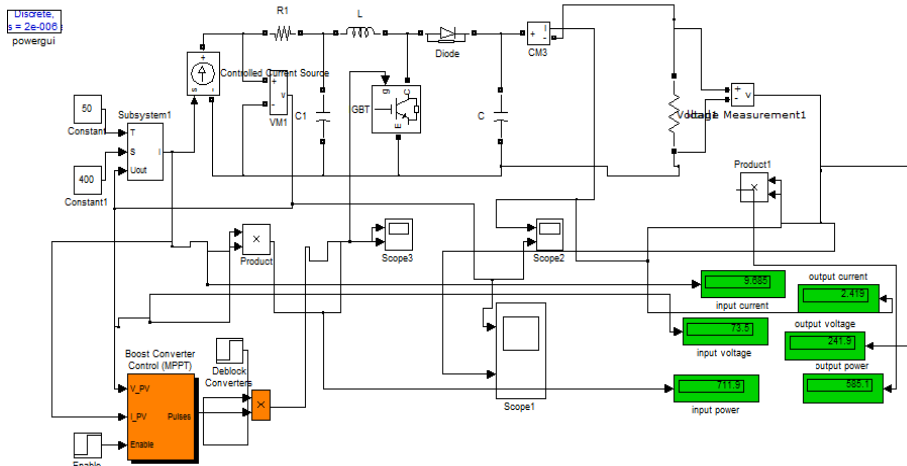 Discrete,
s = 2e-006 s
powergui
R1
L
Diode
CM3
+
-
i
Controlled Current Source
s
+
-
VM1
+
-
v
C1
GBT
g
C
E
C
Voltage Measurement1
+
-
v
50
Constant
400
Constant1
Subsystem1
T
S
Uout
I
Product1
×
×
Product
Scope3
Scope2
Scope1
9.685
input current
output current
2.419
73.5
input voltage
output voltage
241.9
711.9
input power
output power
585.1
Boost Converter
Control (MPPT)
V_PV
I_PV
Enable
Pulses
Deblock
Converters
×
Enable